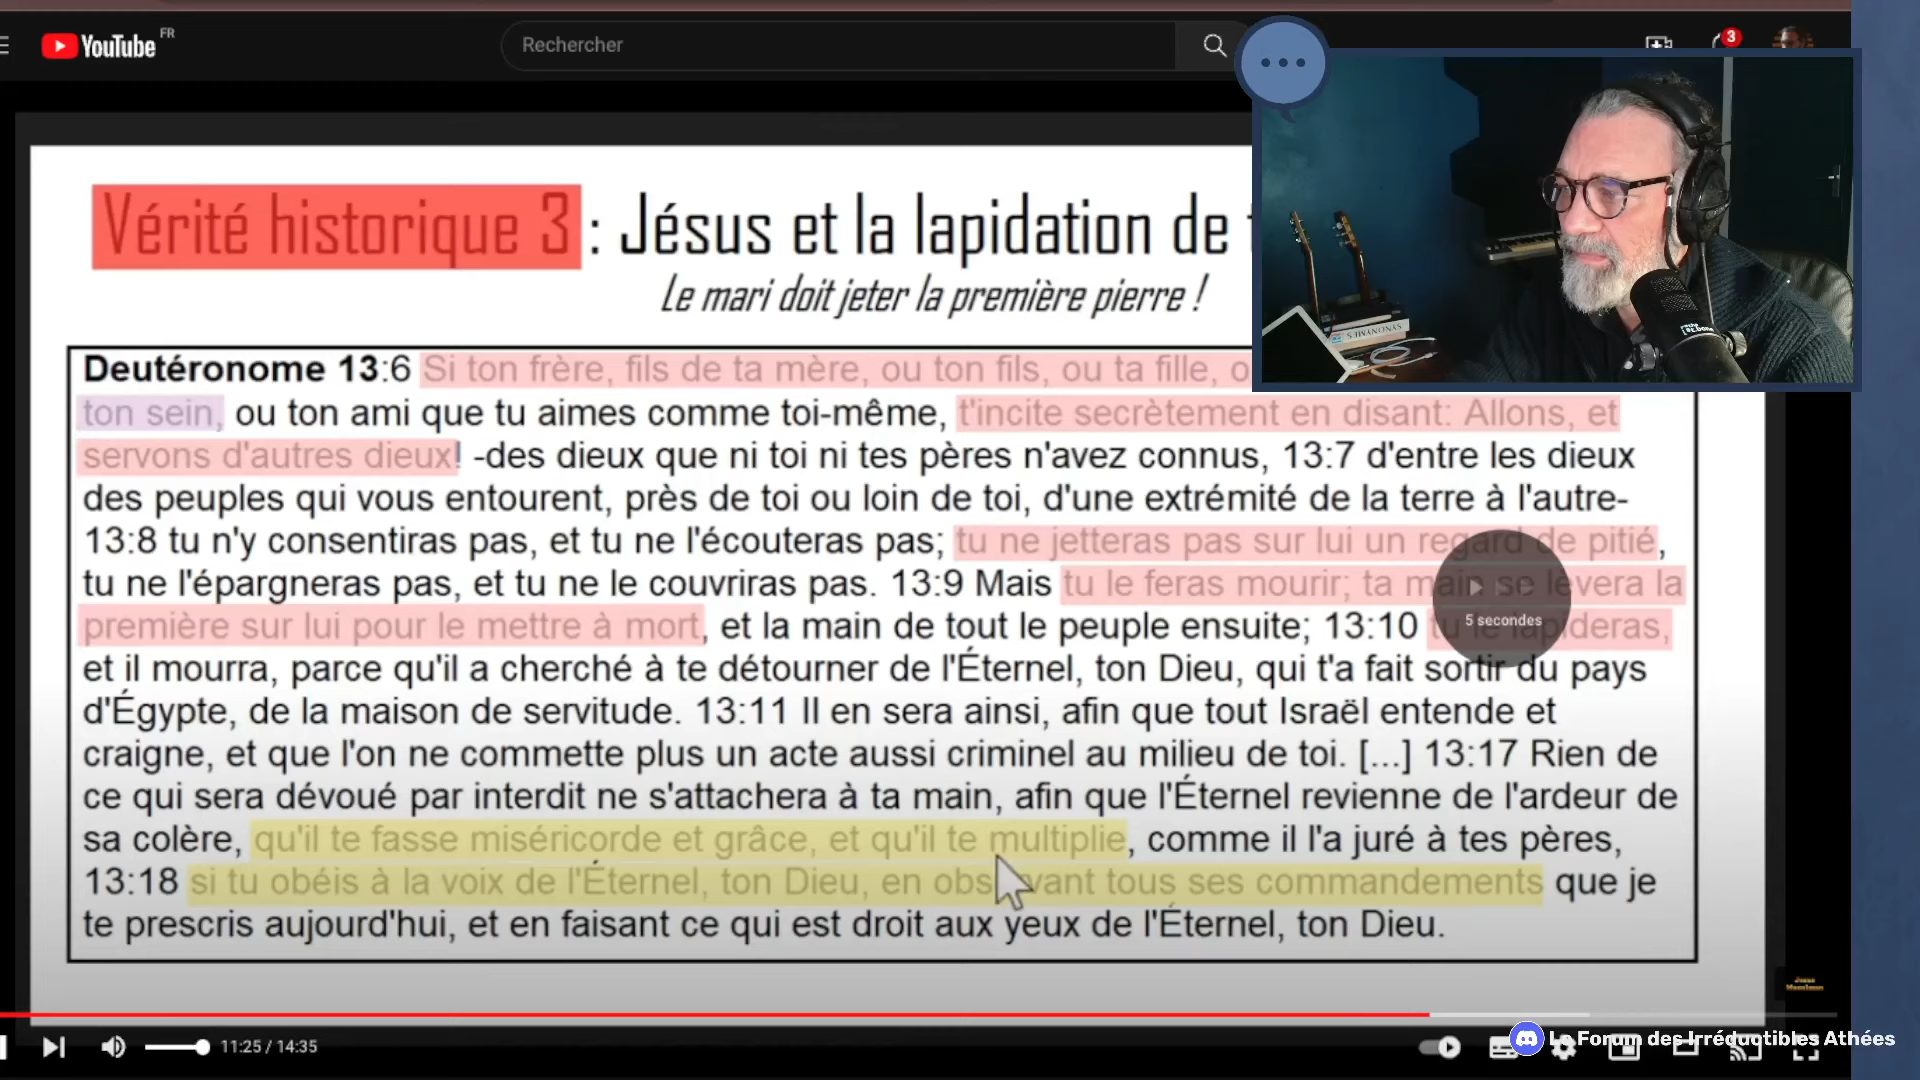 YouTube FR
Rechercher
3
Vérité historique 3 : Jésus et la lapidation de
Le mari doit jeter la première pierre !
Deutéronome 13:6 Si ton frère, fils de ta mère, ou ton fils, ou ta fille,
ton sein, ou ton ami que tu aimes comme toi-même, t'incite secrètement en disant: Allons, et
servons d'autres dieux! -des dieux que ni toi ni tes pères n'avez connus, 13:7 d'entre les dieux
des peuples qui vous entourent, près de toi ou loin de toi, d'une extrémité de la terre à l'autre-
13:8 tu n'y consentiras pas, et tu ne l'écouteras pas; tu ne jetteras pas sur lui un regard de pitié,
tu ne l'épargneras pas, et tu ne le couvriras pas. 13:9 Mais tu le feras mourir; ta main se lèvera la
première sur lui pour le mettre à mort, et la main de tout le peuple ensuite; 13:10 tu le lapideras,
5 secondes
et il mourra, parce qu'il a cherché à te détourner de l'Éternel, ton Dieu, qui t'a fait sortir du pays
d'Égypte, de la maison de servitude. 13:11 Il en sera ainsi, afin que tout Israël entende et
craigne, et que l'on ne commette plus un acte aussi criminel au milieu de toi. [...] 13:17 Rien de
ce qui sera dévoué par interdit ne s'attachera à ta main, afin que l'Éternel revienne de l'ardeur de
sa colère, qu'il te fasse miséricorde et grâce, et qu'il te multiplie, comme il l'a juré à tes pères,
13:18 si tu obéis à la voix de l'Éternel, ton Dieu, en observant tous ses commandements que je
te prescris aujourd'hui, et en faisant ce qui est droit aux yeux de l'Éternel, ton Dieu.
11:25 / 14:35
Le Forum des Irréductibles Athées
SYNONYMES